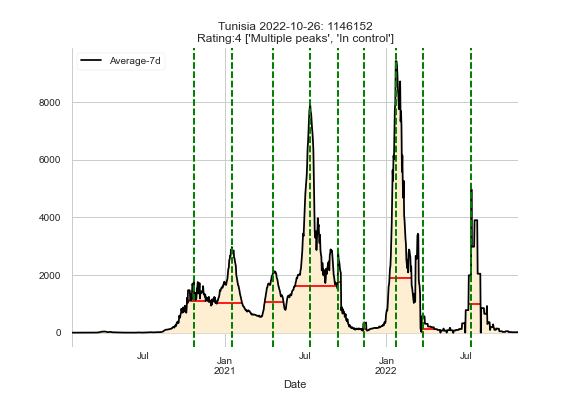 Tunisia 2022-10-26: 1146152
Rating:4 ['Multiple peaks', 'In control']
Average-7d
8000
6000
4000
2000
0
Jul
Jan
2021
Jul
Jan
2022
Jul
Date